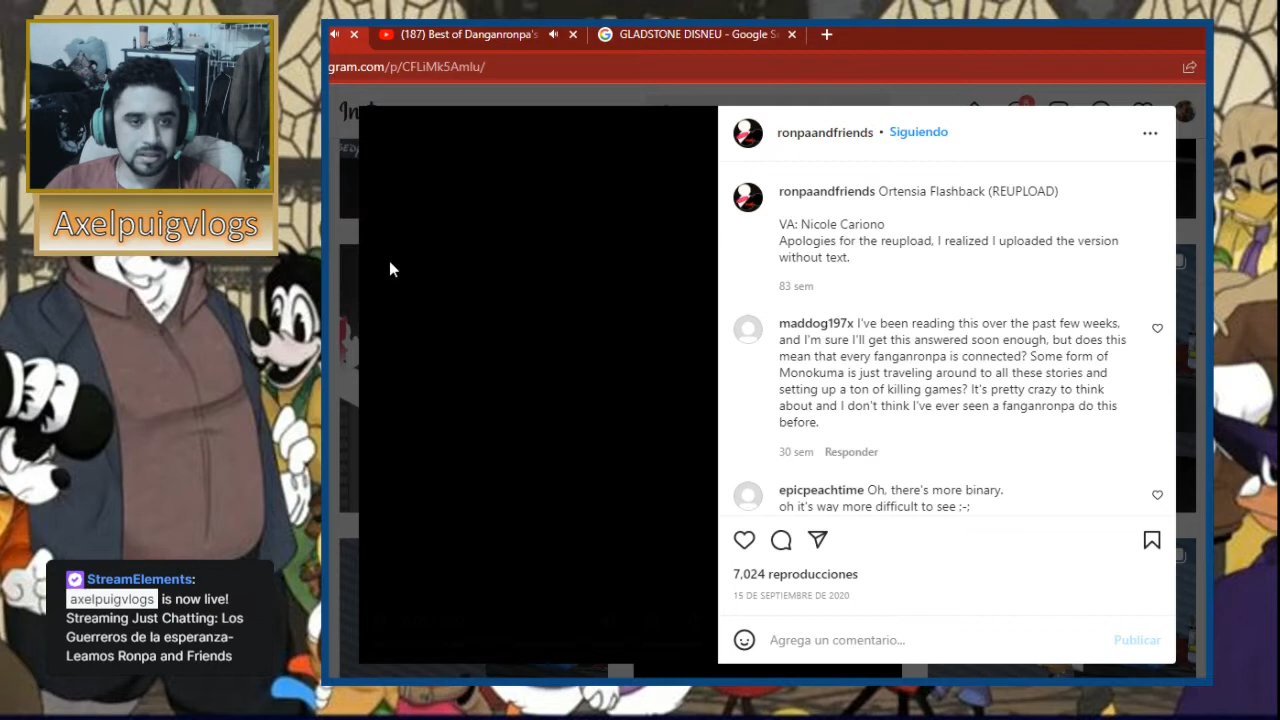 (187) Best of Danganronpa's
GLADSTONE DISNEU - Google S
gram.com/p/CFLiMk5Amlu/
Axelpuigvlogs
ronpaandfriends • Siguiendo
ronpaandfriends Ortensia Flashback (REUPLOAD)
VA: Nicole Cariono
Apologies for the reupload, I realized I uploaded the version
without text.
83 sem
maddog197x I've been reading this over the past few weeks,
and I'm sure I'll get this answered soon enough, but does this
mean that every fanganronpa is connected? Some form of
Monokuma is just traveling around to all these stories and
setting up a ton of killing games? It's pretty crazy to think
about and I don't think I've ever seen a fanganronpa do this
before.
30 sem Responder
epicpeachtime Oh, there's more binary.
oh it's way more difficult to see ;-;
7,024 reproducciones
15 DE SEPTIEMBRE DE 2020
Agrega un comentario... Publicar
StreamElements:
axelpuigvlogs is now live!
Streaming Just Chatting: Los
Guerreros de la esperanza-
Leamos Ronpa and Friends